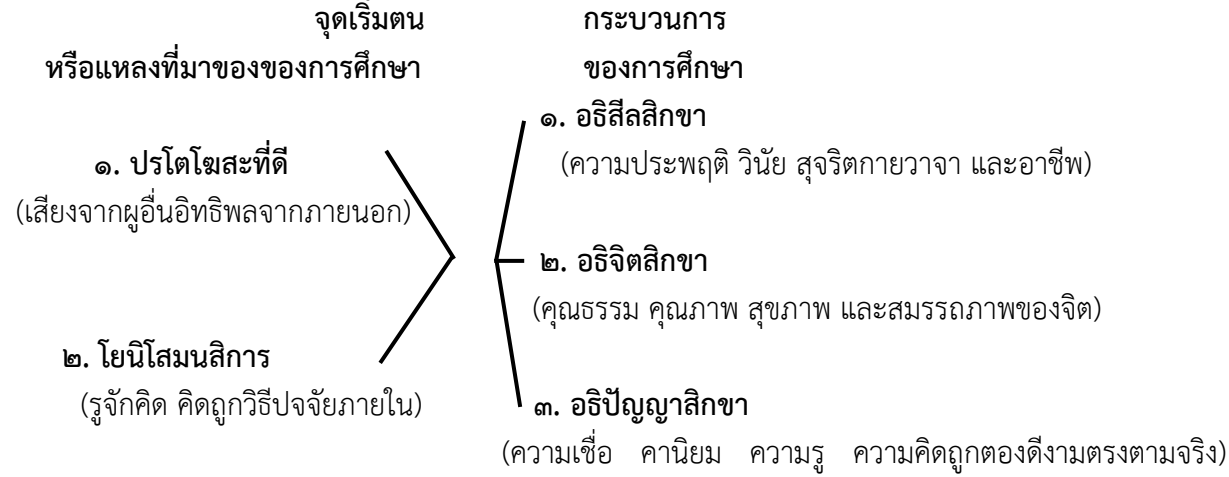 จุดเริ่มตน
หรือแหลงที่มาของของการศึกษา
กระบวนการ
ของการศึกษา
๑. ปรโตโฆสะที่ดี
(เสียงจากผูอื่นอิทธิพลจากภายนอก)
๒. โยนิโสมนสิการ
(รูจักคิด คิดถูกวิธีปจจัยภายใน)
๑. อธิสีลสิกขา
(ความประพฤติ วินัย สุจริตกายวาจา และอาชีพ)
๒. อธิจิตสิกขา
(คุณธรรม คุณภาพ สุขภาพ และสมรรถภาพของจิต)
๓. อธิปัญญาสิกขา
(ความเชื่อ คานิยม ความรู ความคิดถูกตองดีงามตรงตามจริง)